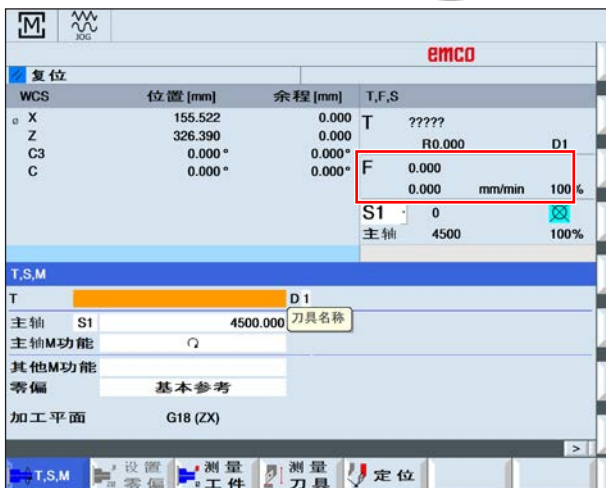 M JOG
emco
复位
WCS 位置 [mm] 余程 [mm] T,F,S
X 155.522 0.000 T ?????
Z 326.390 0.000 R0.000 D1
C3 0.000° 0.000° F 0.000
C 0.000° 0.000° 0.000 mm/min 100%
S1 0
主轴 4500 100%
T,S,M
T D 1
刀具名称
主轴 S1 4500.000
主轴M功能
其他M功能
零偏 基本参考
加工平面 G18 (ZX)
>
T,S,M 设置零偏 测量工件 测量刀具 定位